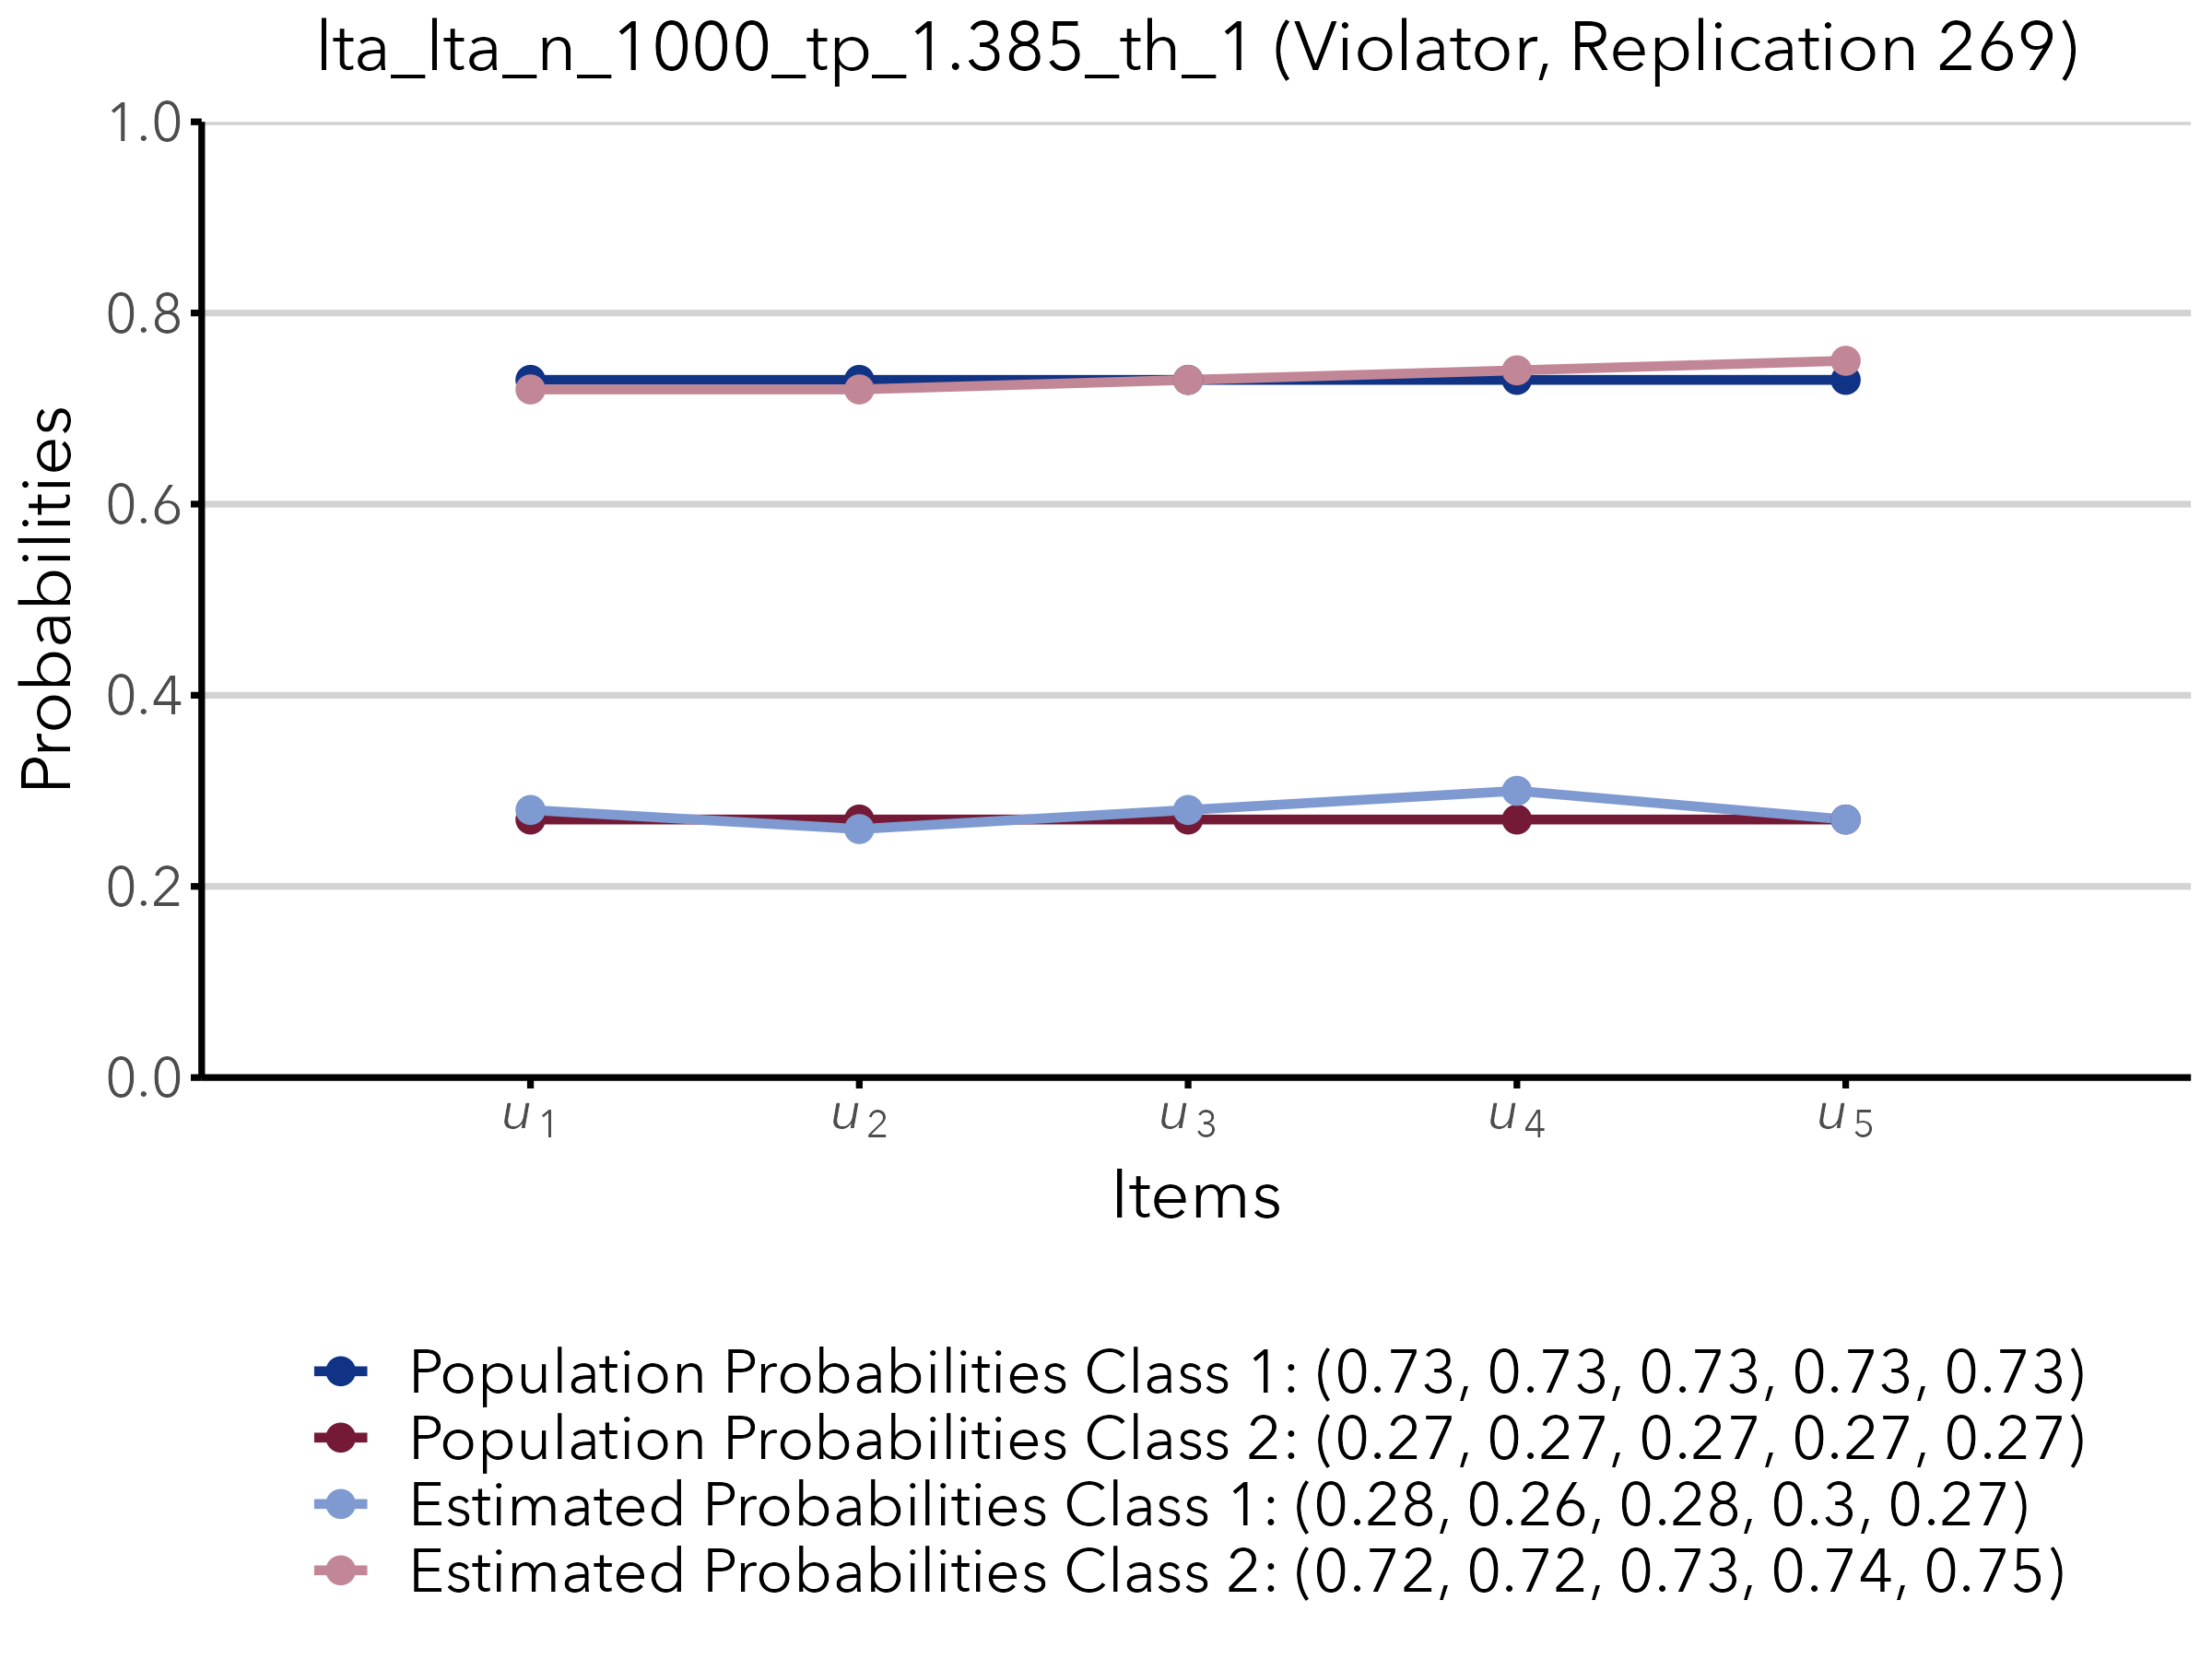 lta_lta_n_1000_tp_1.385_th_1 (Violator, Replication 269)
1.0
0.8
0.6
0.4
0.2
0.0
Probabilities
u1 u2 u3 u4 u5
Items
Population Probabilities Class 1: (0.73, 0.73, 0.73, 0.73, 0.73)
Population Probabilities Class 2: (0.27, 0.27, 0.27, 0.27, 0.27)
Estimated Probabilities Class 1: (0.28, 0.26, 0.28, 0.3, 0.27)
Estimated Probabilities Class 2: (0.72, 0.72, 0.73, 0.74, 0.75)